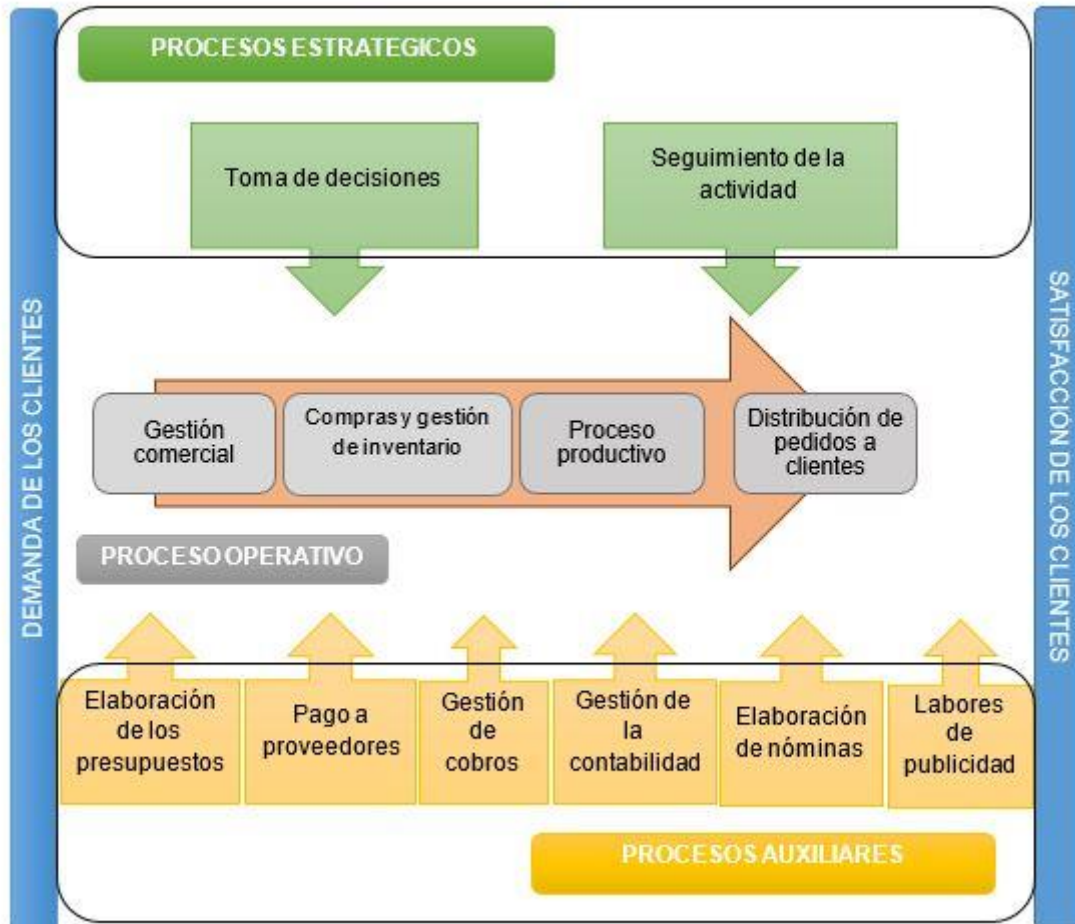 DEMANDA DE LOS CLIENTES
PROCESOS ESTRATEGICOS
Toma de decisiones
Seguimiento de la
actividad
Gestión
comercial
Compras y gestión
de inventario
Proceso
productivo
Distribución de
pedidos a
clientes
PROCESO OPERATIVO
Elaboración
de los
presupuestos
Pago a
proveedores
Gestión
de
cobros
Gestión de
la
contabilidad
Elaboración
de nóminas
Labores
de
publicidad
PROCESOS AUXILIARES
SATISFACCIÓN DE LOS CLIENTES